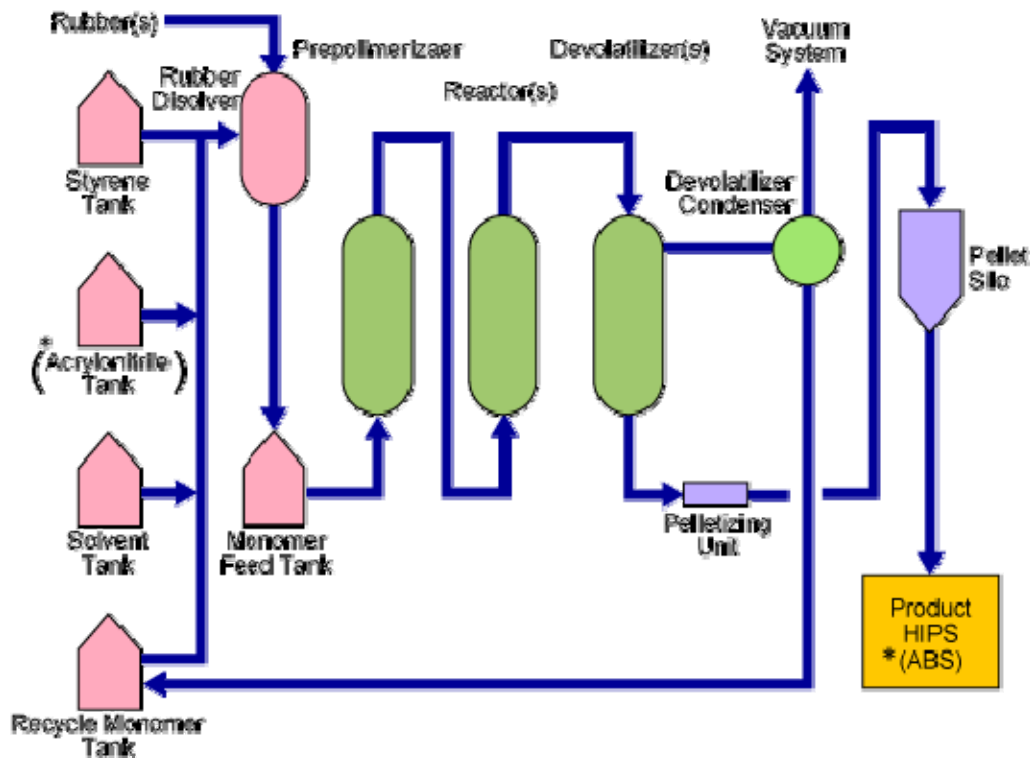 Rubber(s)
Prepolimerizaer
Devolatilizer(s)
Vacuum
System
Rubber
Disolver
Reactor(s)
Styrene
Tank
Devolatilizer
Condenser
Pellet
Silo
(*Acrylonitrile)
Tank
Solvent
Tank
Monomer
Feed Tank
Pelletizing
Unit
Product
HIPS
*(ABS)
Recycle Monomer
Tank